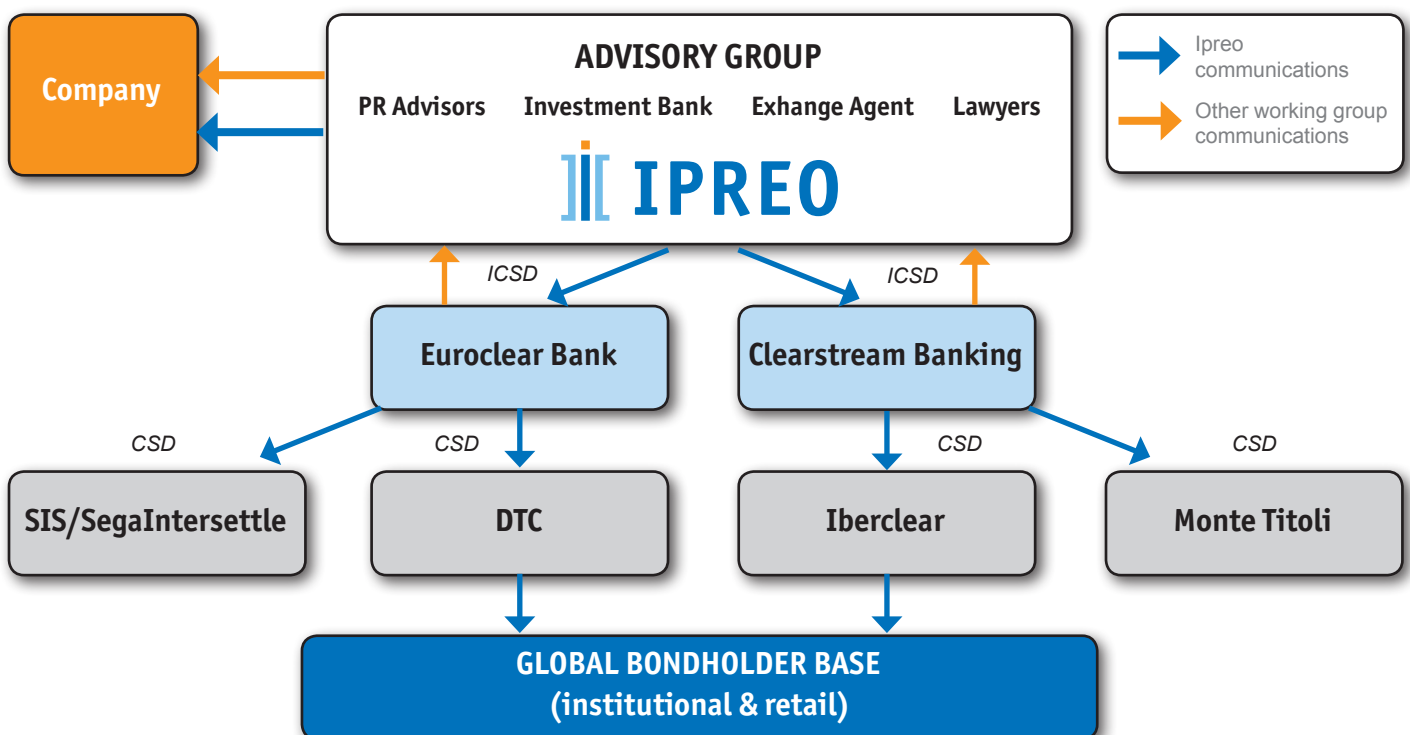 Company
ADVISORY GROUP
PR Advisors Investment Bank Exhange Agent Lawyers
IPREO
Ipreo
communications
Other working group
communications
ICSD
ICSD
Euroclear Bank
Clearstream Banking
CSD
CSD
CSD
CSD
SIS/SegaIntersettle
DTC
Iberclear
Monte Titoli
GLOBAL BONDHOLDER BASE
(institutional & retail)